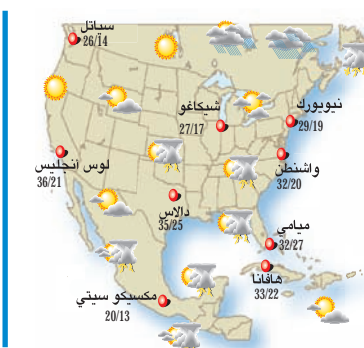 سياتل
26/14
نيويورك
29/19
شيكاغو
27/17
واشنطن
32/20
لوس انجليس
36/21
دالاس
35/25
ميامي
32/27
هافانا
33/22
مكسيكو سيتي
20/13